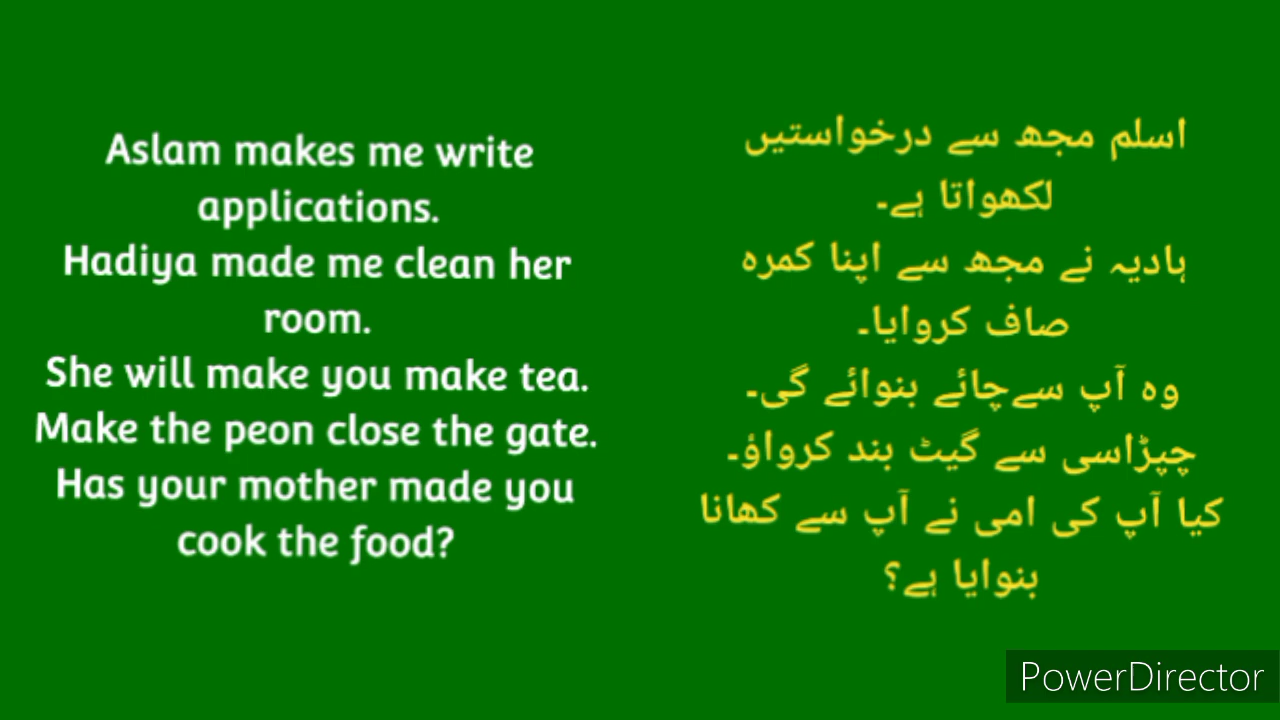 Aslam makes me write
applications.
Hadiya made me clean her
room.
She will make you make tea.
Make the peon close the gate.
Has your mother made you
cook the food?
اسلم مجھ سے درخواستیں
لکھواتا ہے۔
ہادیہ نے مجھ سے اپنا کمرہ
صاف کروایا۔
وہ آپ سےچائے بنوائے گی۔
چپڑاسی سے گیٹ بند کرواؤ۔
کیا آپ کی امی نے آپ سے کھانا
بنوایا ہے؟
PowerDirector